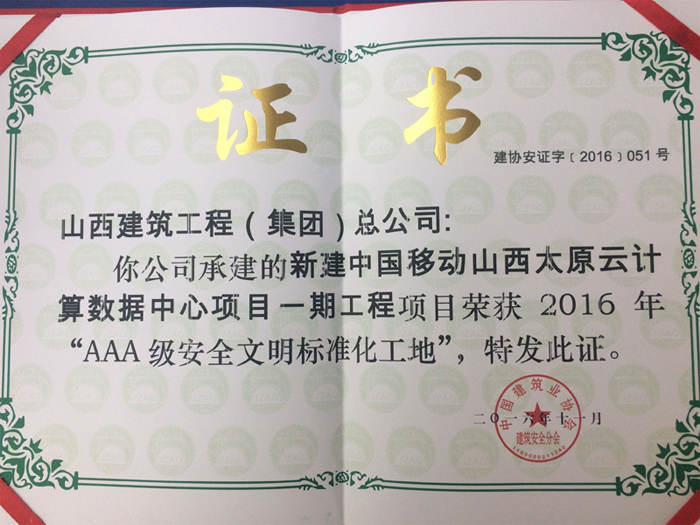 证书
建协安证字〔2016〕051号
山西建筑工程(集团)总公司:
你公司承建的新建中国移动山西太原云计
算数据中心项目一期工程项目荣获 2016 年
“AAA 级安全文明标准化工地”,特发此证。
中国建筑业协会
二〇一六年十一月
建筑安全分会